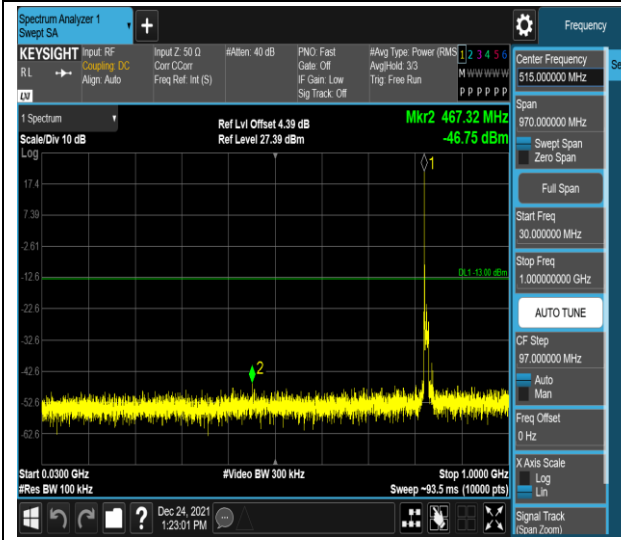 Spectrum Analyzer 1
Swept SA
Frequency
KEYSIGHT
RL
LXI
Input: RF
Coupling: DC
Align: Auto
Input Z: 50 Ω
Corr CCorr
Freq Ref: Int (S)
#Atten: 40 dB
PNO: Fast
Gate: Off
IF Gain: Low
Sig Track: Off
#Avg Type: Power (RMS
Avg|Hold: 3/3
Trig: Free Run
1 2 3 4 5 6
M W W W W W
P P P P P P
1 Spectrum
Scale/Div 10 dB
Log
Ref Lvl Offset 4.39 dB
Ref Level 27.39 dBm
Mkr2 467.32 MHz
-46.75 dBm
17.4
7.39
-2.61
-12.6
-22.6
-32.6
-42.6
-52.6
-62.6
1
2
DL1 -13.00 dBm
Start 0.0300 GHz
#Res BW 100 kHz
#Video BW 300 kHz
Stop 1.0000 GHz
Sweep ~93.5 ms (10000 pts)
?
Dec 24, 2021
1:23:01 PM
Center Frequency
515.000000 MHz
Se
Span
970.000000 MHz
Swept Span
Zero Span
Full Span
Start Freq
30.000000 MHz
Stop Freq
1.000000000 GHz
AUTO TUNE
CF Step
97.000000 MHz
Auto
Man
Freq Offset
0 Hz
X Axis Scale
Log
Lin
Signal Track
(Span Zoom)